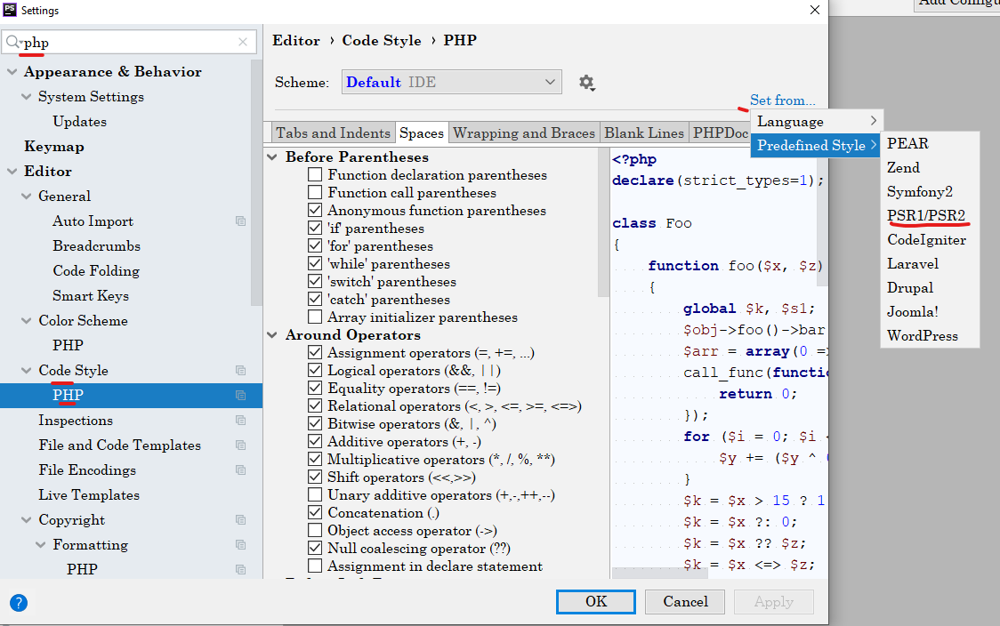 PS Settings
Add Configu
php
Appearance & Behavior
System Settings
Updates
Keymap
Editor
General
Auto Import
Breadcrumbs
Code Folding
Smart Keys
Color Scheme
PHP
Code Style
PHP
Inspections
File and Code Templates
File Encodings
Live Templates
Copyright
Formatting
PHP
Editor › Code Style › PHP
Scheme: Default IDE
Set from...
Language
Predefined Style
PEAR
Zend
Symfony2
PSR1/PSR2
CodeIgniter
Laravel
Drupal
Joomla!
WordPress
Tabs and Indents Spaces Wrapping and Braces Blank Lines PHPDoc
Before Parentheses
Function declaration parentheses
Function call parentheses
Anonymous function parentheses
'if' parentheses
'for' parentheses
'while' parentheses
'switch' parentheses
'catch' parentheses
Array initializer parentheses
Around Operators
Assignment operators (=, +=, ...)
Logical operators (&&, ||)
Equality operators (==, !=)
Relational operators (<, >, <=, >=, <=>)
Bitwise operators (&, |, ^)
Additive operators (+, -)
Multiplicative operators (*, /, %, **)
Shift operators (<<,>>)
Unary additive operators (+,-,++,--)
Concatenation (.)
Object access operator (->)
Null coalescing operator (??)
Assignment in declare statement
<?php
declare(strict_types=1);
class Foo
{
function foo($x, $z)
{
global $k, $s1;
$obj->foo()->bar
$arr = array(0 =>
call_func(functi
return 0;
});
for ($i = 0; $i <
$y += ($y ^
}
$k = $x > 15 ? 1
$k = $x ?: 0;
$k = $x ?? $z;
$k = $x <=> $z;
?
OK
Cancel
Apply